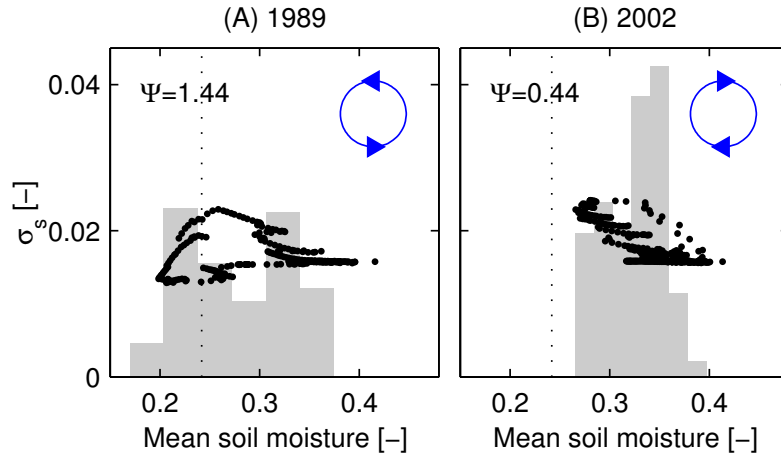 (A) 1989
(B) 2002
Ψ=1.44
Ψ=0.44
0.04
0.02
0
σ_s [−]
0.2 0.3 0.4
0.2 0.3 0.4
Mean soil moisture [−]
Mean soil moisture [−]